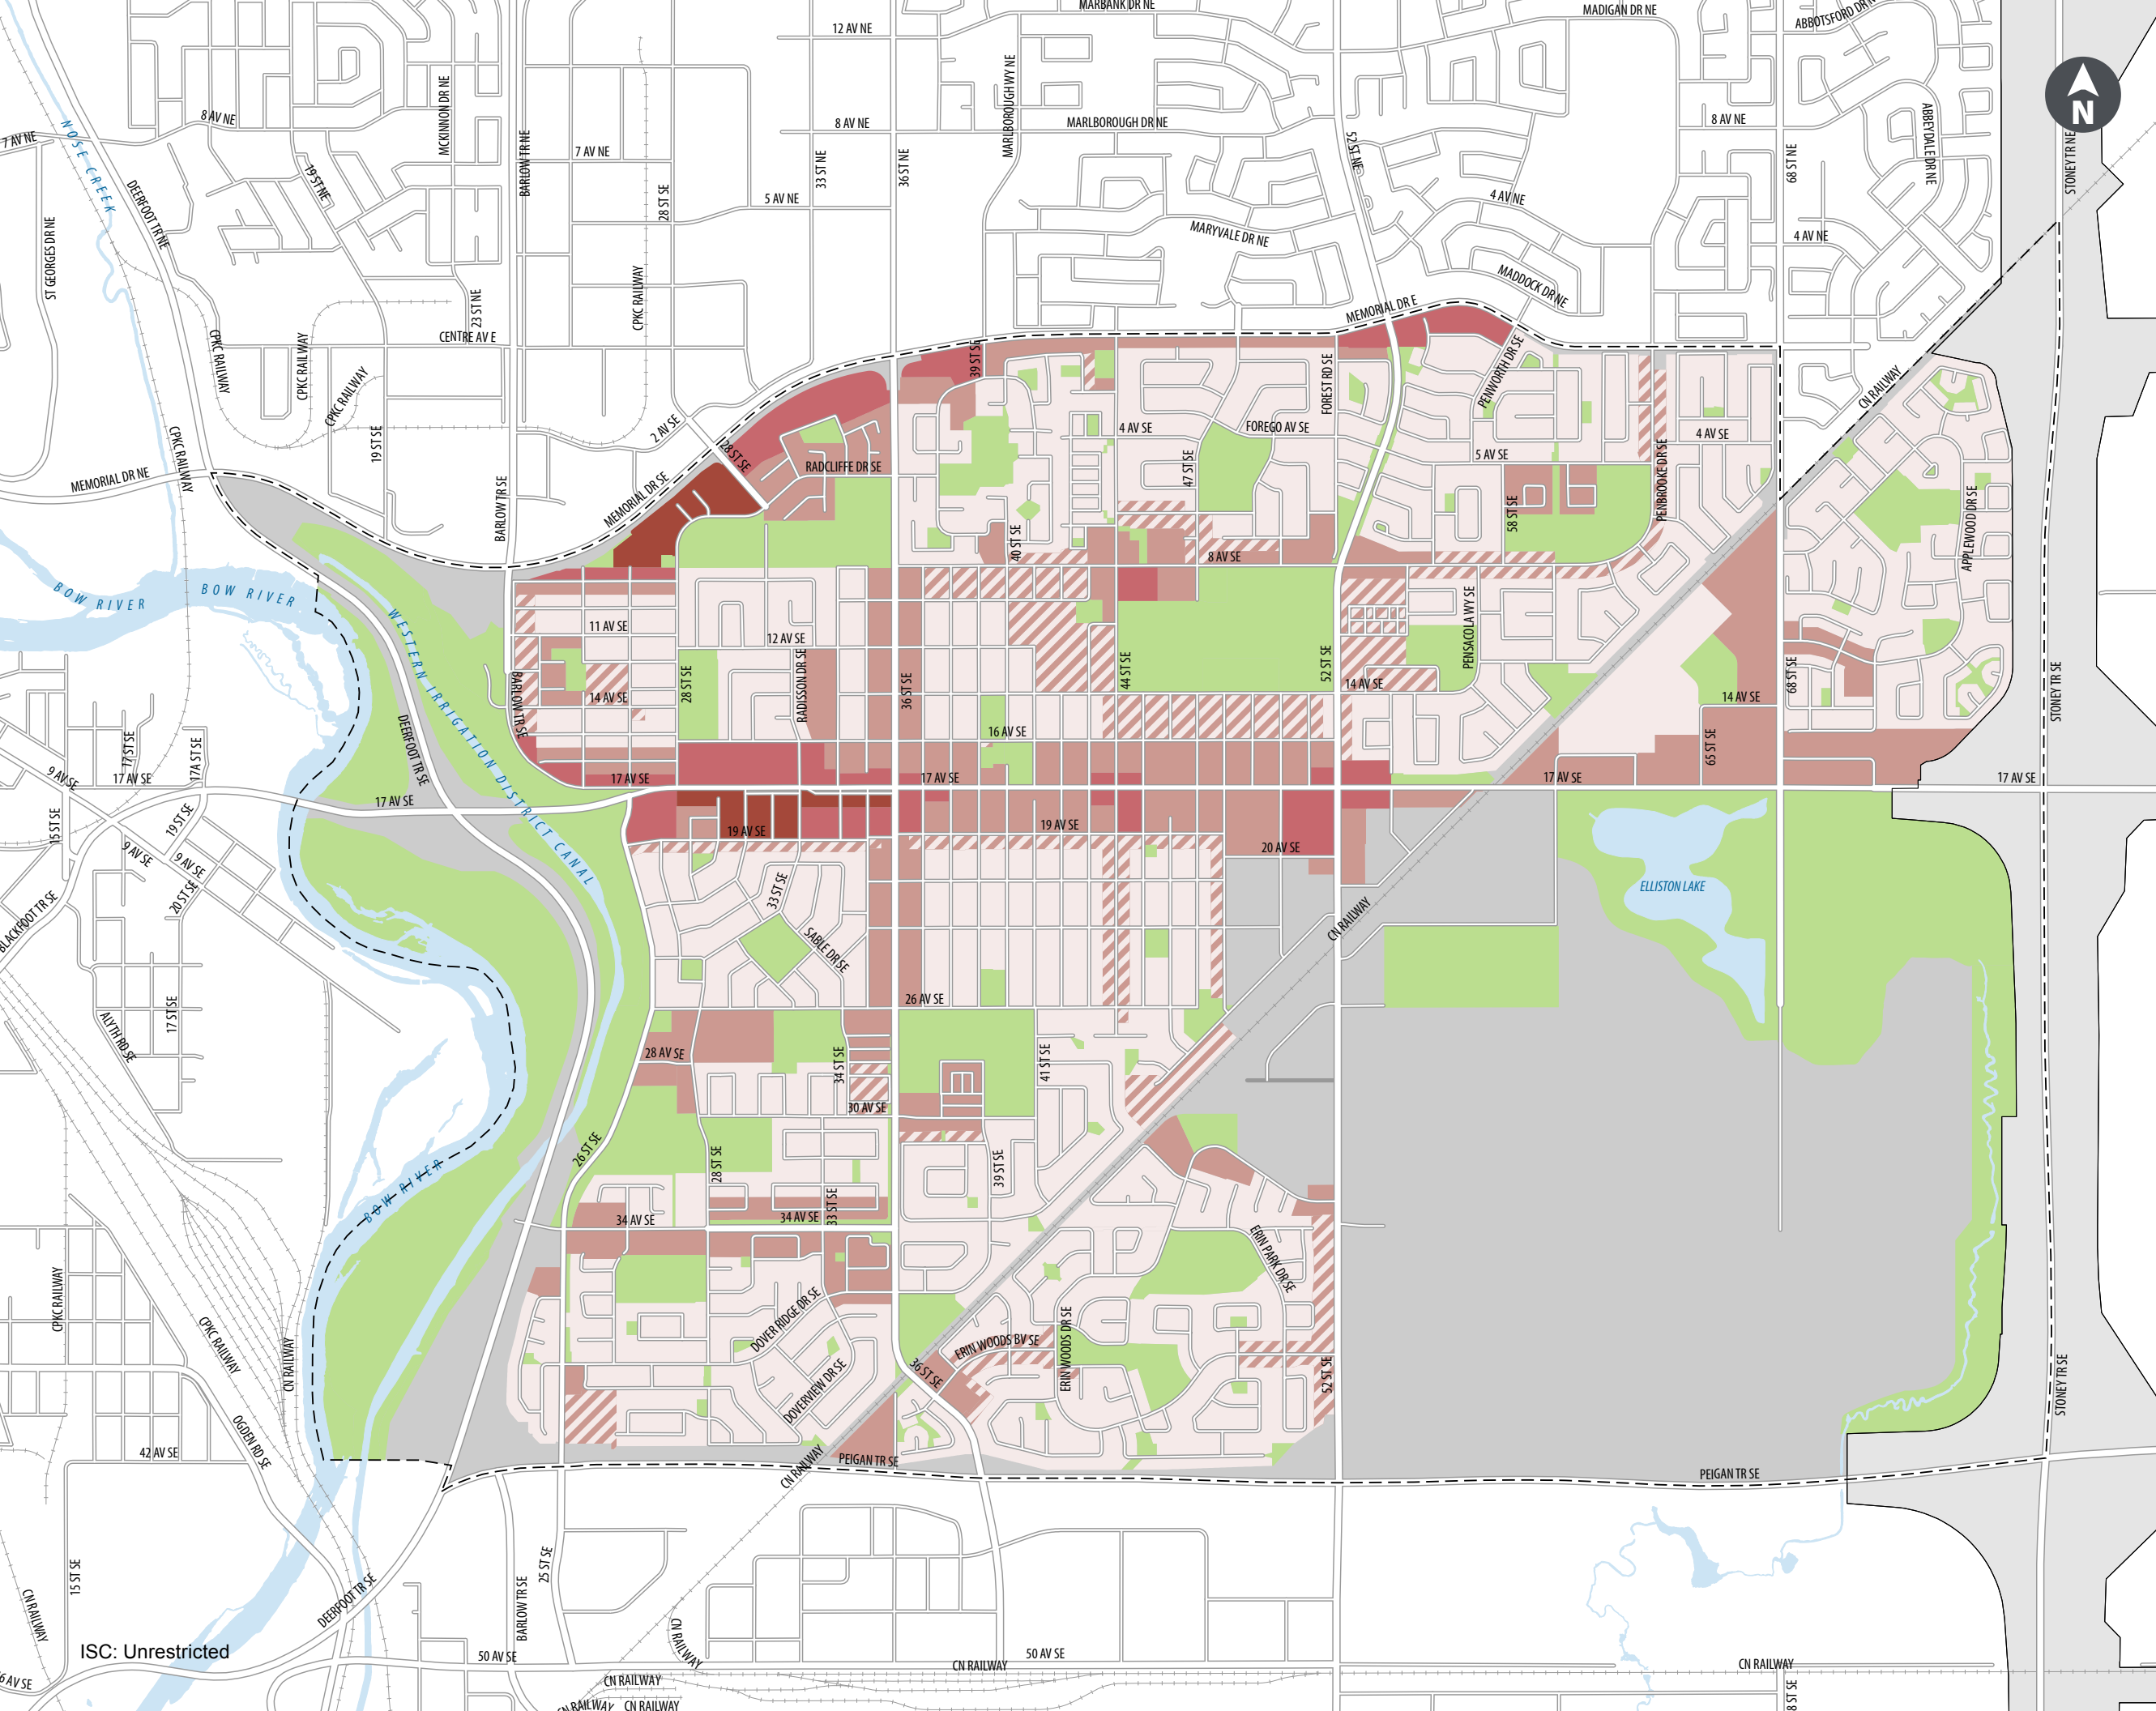 MARBANK DR NE
MADIGAN DR NE
ABBOTSFORD DR N
12 AV NE
MARLBOROUGH WY NE
MCKINNON DR NE
8 AV NE
7 AV NE
NOSE CREEK
DEERFOOT TR NE
19 ST NE
BARLOW TR NE
7 AV NE
28 ST SE
8 AV NE
33 ST NE
36 ST NE
5 AV NE
MARLBOROUGH DR NE
52 ST NE
4 AV NE
MARYVALE DR NE
MADDOCK DR NE
8 AV NE
68 ST NE
4 AV NE
ABBEYDALE DR NE
STONEY TR NE
N
ST GEORGES DR NE
CPKC RAILWAY
CPKC RAILWAY
CPKC RAILWAY
CPKC RAILWAY
23 ST NE
CENTRE AV E
CPKC RAILWAY
MEMORIAL DR E
39 ST SE
FOREST RD SE
PENWORTH DR SE
CN RAILWAY
MEMORIAL DR NE
19 ST SE
BARLOW TR SE
2 AV SE
28 ST SE
MEMORIAL DR SE
RADCLIFFE DR SE
4 AV SE
FOREGO AV SE
47 ST SE
5 AV SE
4 AV SE
58 ST SE
PENBROOKE DR SE
APPLEWOOD DR SE
40 ST SE
8 AV SE
BOW RIVER
BOW RIVER
WESTERN IRRIGATION DISTRICT CANAL
11 AV SE
12 AV SE
14 AV SE
28 ST SE
RADISSON DR SE
36 ST SE
BARLOW TR SE
44 ST SE
52 ST SE
14 AV SE
PENSACOLA WY SE
14 AV SE
68 ST SE
65 ST SE
STONEY TR SE
16 AV SE
17 AV SE
17 AV SE
17 AV SE
17 AV SE
17 AV SE
17 AV SE
DEERFOOT TR SE
17 ST SE
17A ST SE
9 AV SE
15 ST SE
19 ST SE
9 AV SE
9 AV SE
20 ST SE
BLACKFOOT TR SE
19 AV SE
19 AV SE
20 AV SE
33 ST SE
SABLE DR SE
CN RAILWAY
ELLISTON LAKE
26 AV SE
17 ST SE
ALYTH RD SE
28 AV SE
34 ST SE
30 AV SE
41 ST SE
26 ST SE
28 ST SE
39 ST SE
33 ST SE
34 AV SE
34 AV SE
BOW RIVER
ERIN PARK DR SE
CPKC RAILWAY
CPKC RAILWAY
CN RAILWAY
DOVER RIDGE DR SE
DOVERVIEW DR SE
ERIN WOODS BV SE
ERIN WOODS DR SE
36 ST SE
52 ST SE
STONEY TR SE
OGDEN RD SE
42 AV SE
CN RAILWAY
PEIGAN TR SE
PEIGAN TR SE
15 ST SE
CN RAILWAY
DEERFOOT TR SE
BARLOW TR SE
25 ST SE
CN RAILWAY
ISC: Unrestricted
6 AV SE
50 AV SE
50 AV SE
CN RAILWAY
CN RAILWAY
CN RAILWAY
CN RAILWAY
CN RAILWAY
8 ST SE